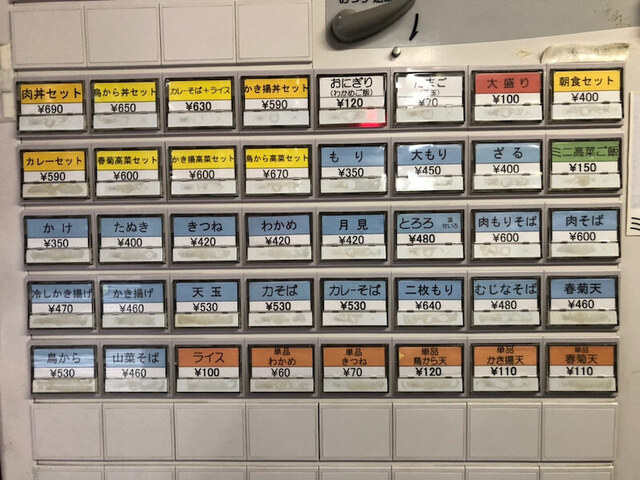 肉丼セット
¥690
鳥から丼セット
¥650
カレーそば+ライス
¥630
かき揚丼セット
¥590
おにぎり
(わかめご飯)
¥120
たまご
¥70
大盛り
¥100
朝食セット
¥400
カレーセット
¥590
春菊高菜セット
¥600
かき揚高菜セット
¥600
鳥から高菜セット
¥670
もり
¥350
大もり
¥450
ざる
¥400
ミニ高菜ご飯
¥150
かけ
¥350
たぬき
¥400
きつね
¥420
わかめ
¥420
月見
¥420
とろろ
¥480
肉もりそば
¥600
肉そば
¥600
冷しかき揚げ
¥470
かき揚げ
¥460
天玉
¥530
力そば
¥530
カレーそば
¥530
二枚もり
¥640
むじなそば
¥480
春菊天
¥460
鳥から
¥530
山菜そば
¥460
ライス
¥100
単品
わかめ
¥60
単品
きつね
¥70
単品
鳥から天
¥120
単品
かき揚天
¥110
単品
春菊天
¥110